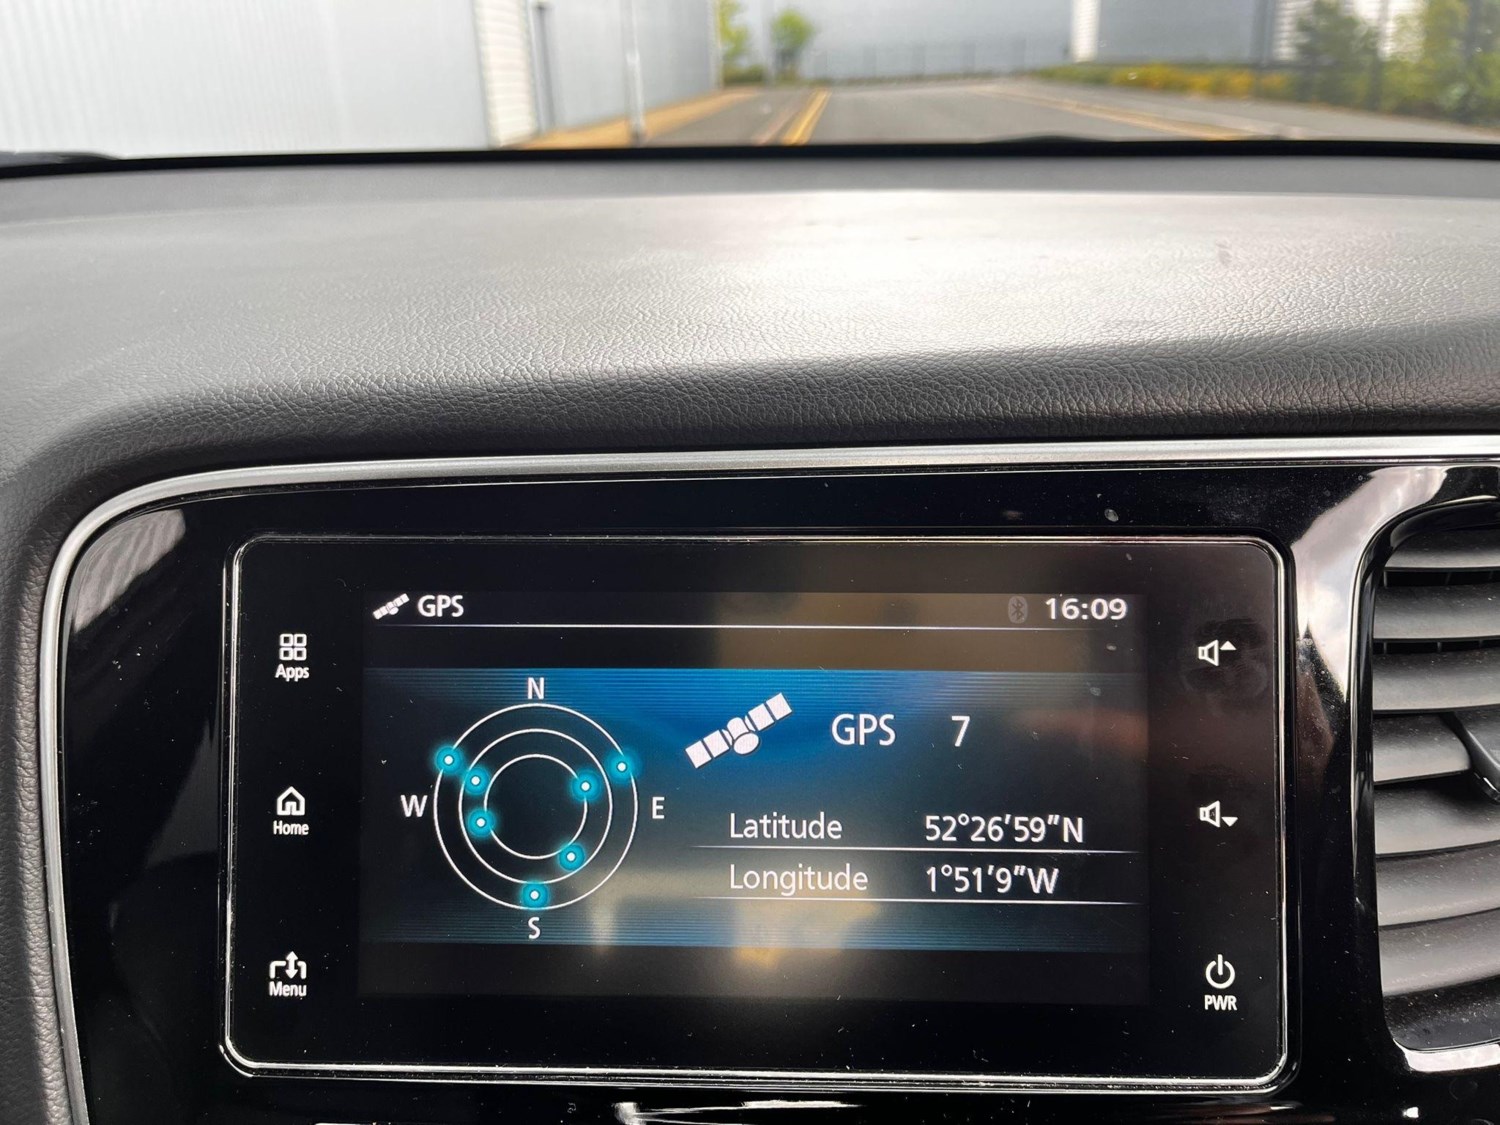 GPS 16:09
Apps
N
GPS 7
W E
Home
Latitude 52°26'59"N
Longitude 1°51'9"W
S
Menu
PWR